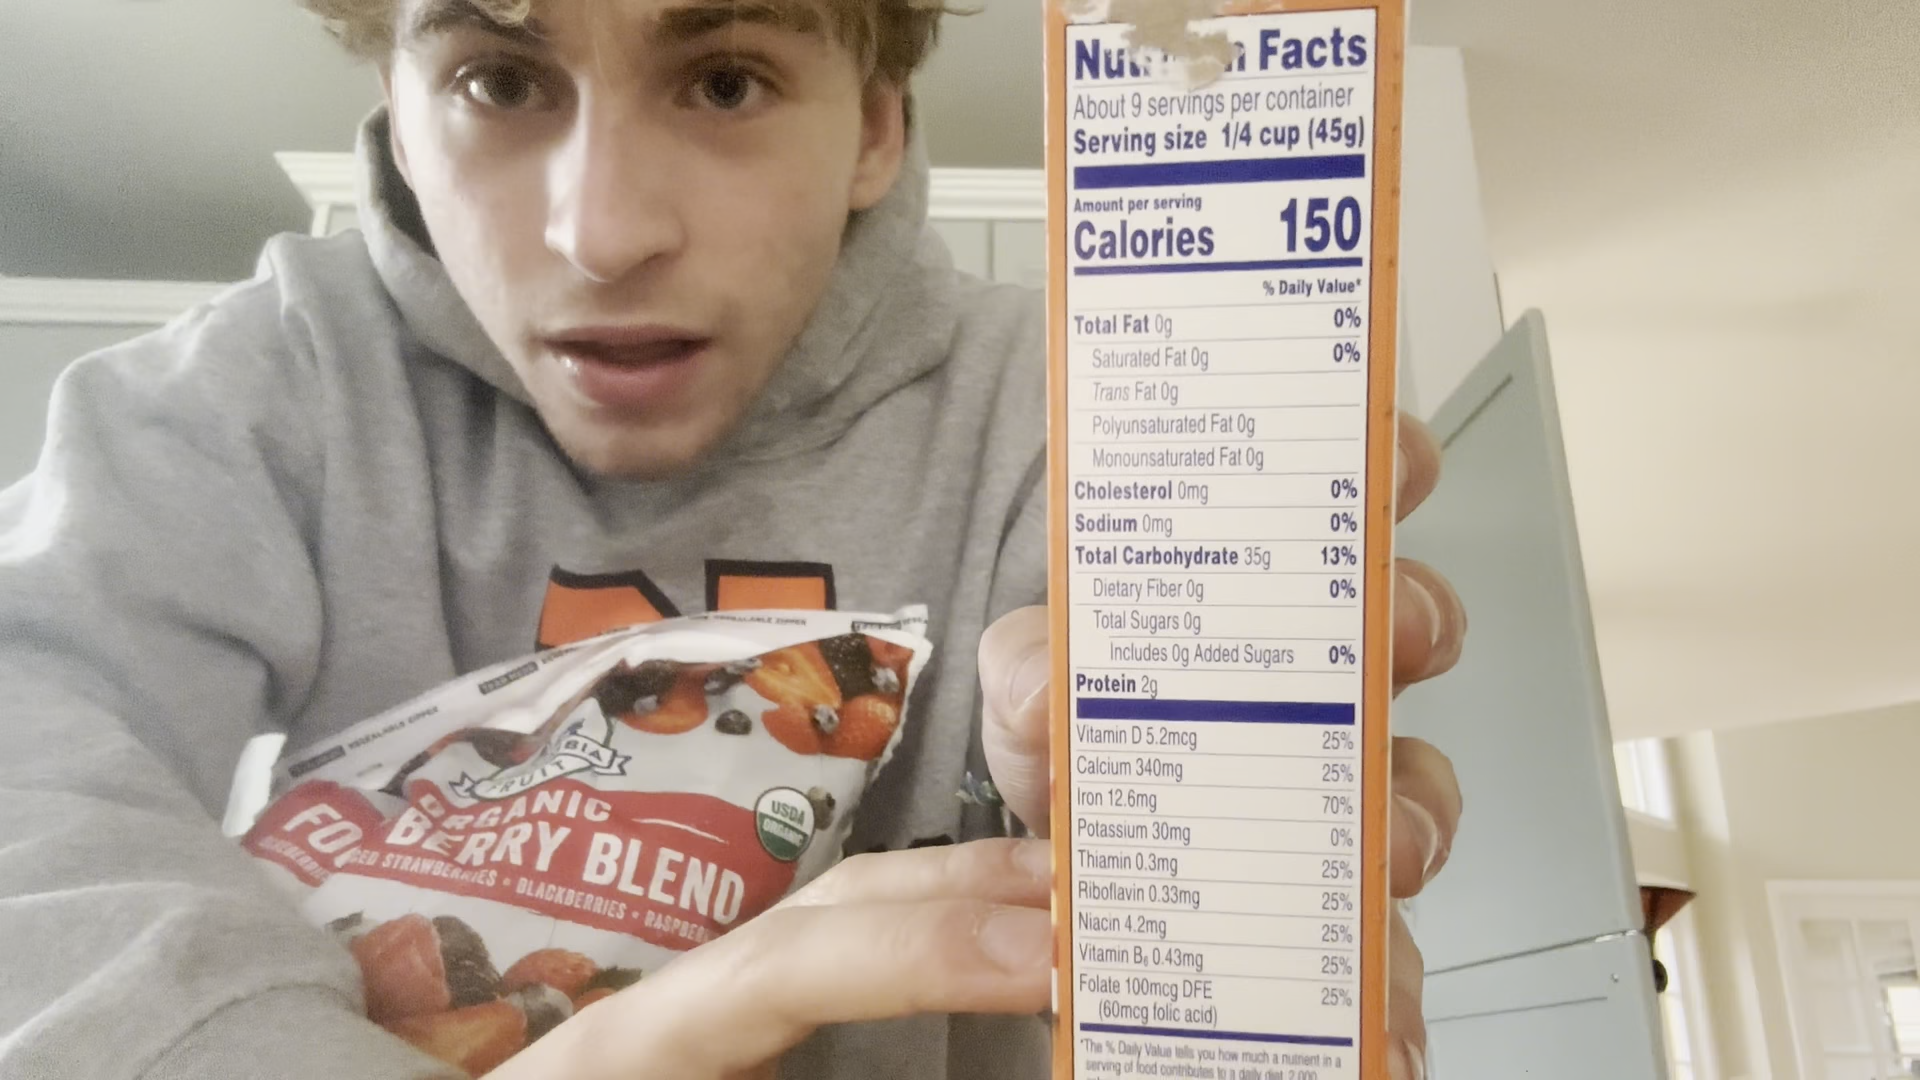 Facts
About 9 servings per container
Serving size 1/4 cup (45g)
Amount per serving
Calories 150
% Daily Value*
Total Fat 0g 0%
Saturated Fat 0g 0%
Trans Fat 0g
Polyunsaturated Fat 0g
Monounsaturated Fat 0g
Cholesterol 0mg 0%
Sodium 0mg 0%
Total Carbohydrate 35g 13%
Dietary Fiber 0g 0%
Total Sugars 0g
Includes 0g Added Sugars 0%
Protein 2g
Vitamin D 5.2mcg 25%
Calcium 340mg 25%
Iron 12.6mg 70%
Potassium 30mg 0%
Thiamin 0.3mg 25%
Riboflavin 0.33mg 25%
Niacin 4.2mg 25%
Vitamin B₆ 0.43mg 25%
Folate 100mcg DFE 25%
(60mcg folic acid)
*The % Daily Value tells you how much a nutrient in a
serving of food contributes to a daily diet. 2,000
RESEALABLE ZIPPER
FRUIT
ORGANIC
BERRY BLEND
STRAWBERRIES • BLACKBERRIES •
USDA
ORGANIC